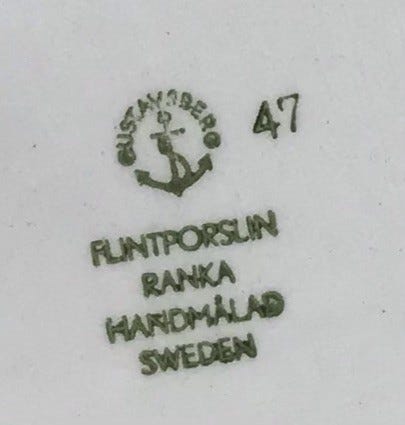 GUSTAVSBERG
47
FLINTPORSLIN
RANKA
HANDMÅLAD
SWEDEN